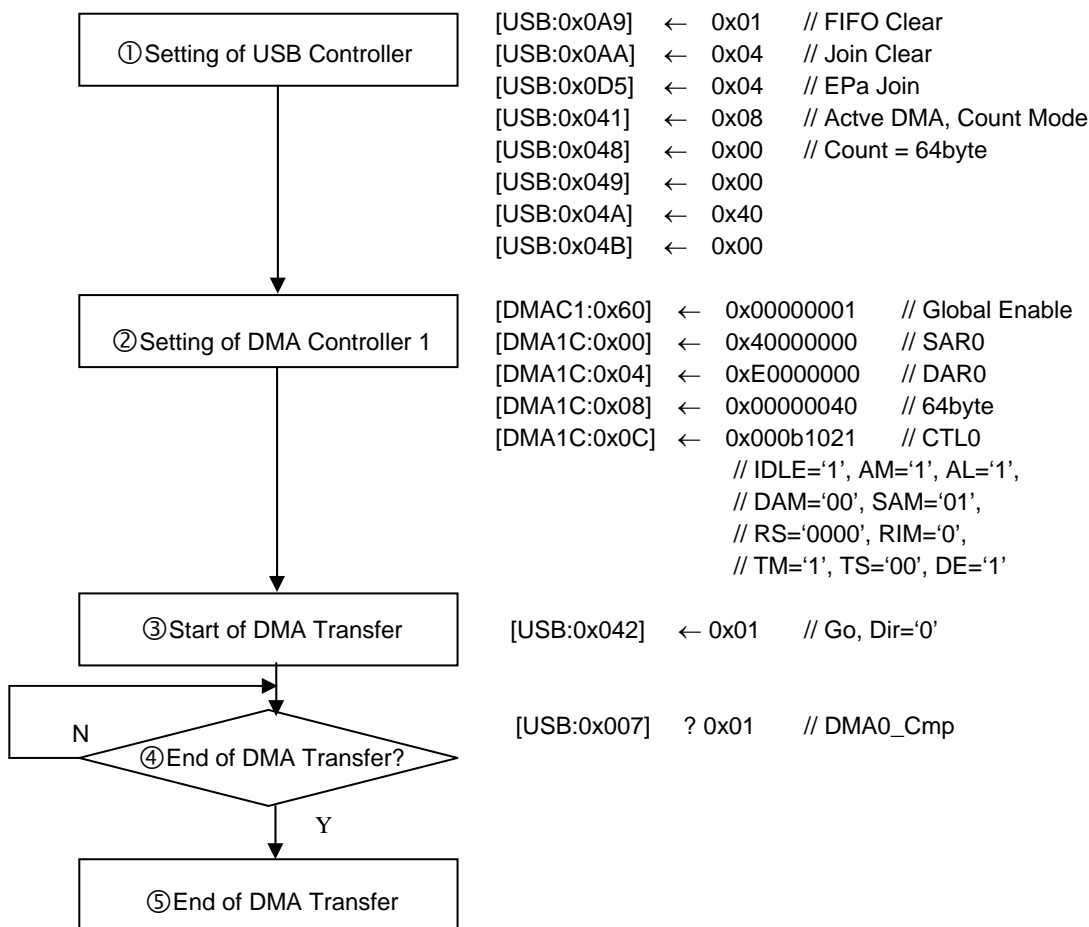 ①Setting of USB Controller
[USB:0x0A9] ← 0x01 // FIFO Clear
[USB:0x0AA] ← 0x04 // Join Clear
[USB:0x0D5] ← 0x04 // EPa Join
[USB:0x041] ← 0x08 // Actve DMA, Count Mode
[USB:0x048] ← 0x00 // Count = 64byte
[USB:0x049] ← 0x00
[USB:0x04A] ← 0x40
[USB:0x04B] ← 0x00
②Setting of DMA Controller 1
[DMAC1:0x60] ← 0x00000001 // Global Enable
[DMA1C:0x00] ← 0x40000000 // SAR0
[DMA1C:0x04] ← 0xE0000000 // DAR0
[DMA1C:0x08] ← 0x00000040 // 64byte
[DMA1C:0x0C] ← 0x000b1021 // CTL0
// IDLE=‘1’, AM=‘1’, AL=‘1’,
// DAM=‘00’, SAM=‘01’,
// RS=‘0000’, RIM=‘0’,
// TM=‘1’, TS=‘00’, DE=‘1’
③Start of DMA Transfer
[USB:0x042] ← 0x01 // Go, Dir=‘0’
N
④End of DMA Transfer?
[USB:0x007] ? 0x01 // DMA0_Cmp
Y
⑤End of DMA Transfer